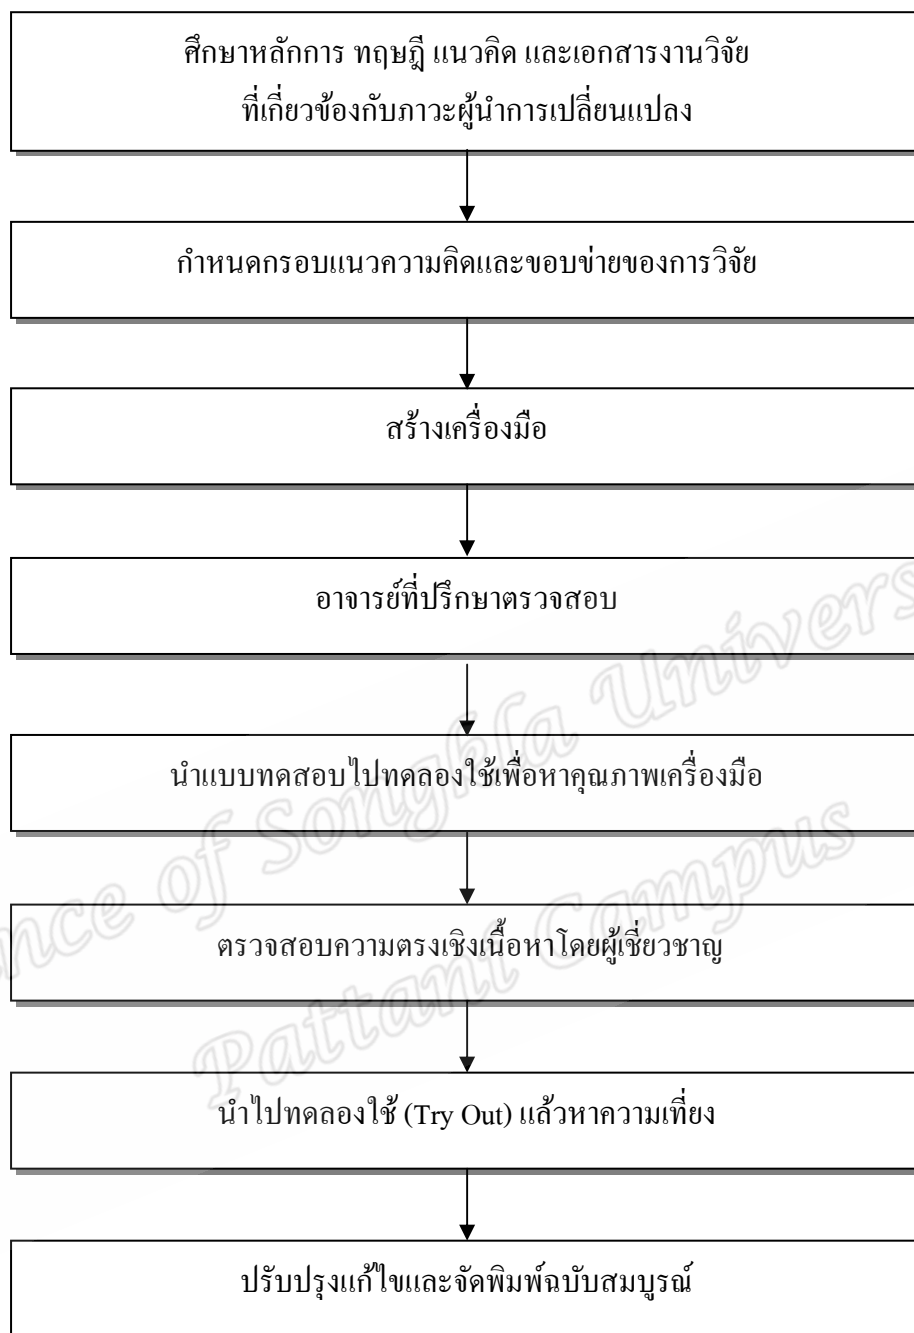 ศึกษาหลักการ ทฤษฎี แนวคิด และเอกสารงานวิจัย
ที่เกี่ยวข้องกับภาวะผู้นำการเปลี่ยนแปลง
กำหนดกรอบแนวความคิดและขอบข่ายของการวิจัย
สร้างเครื่องมือ
อาจารย์ที่ปรึกษาตรวจสอบ
นำแบบทดสอบไปทดลองใช้เพื่อหาคุณภาพเครื่องมือ
ตรวจสอบความตรงเชิงเนื้อหาโดยผู้เชี่ยวชาญ
นำไปทดลองใช้ (Try Out) แล้วหาความเที่ยง
ปรับปรุงแก้ไขและจัดพิมพ์ฉบับสมบูรณ์
nce of Songkla Univers
Pattani Campus